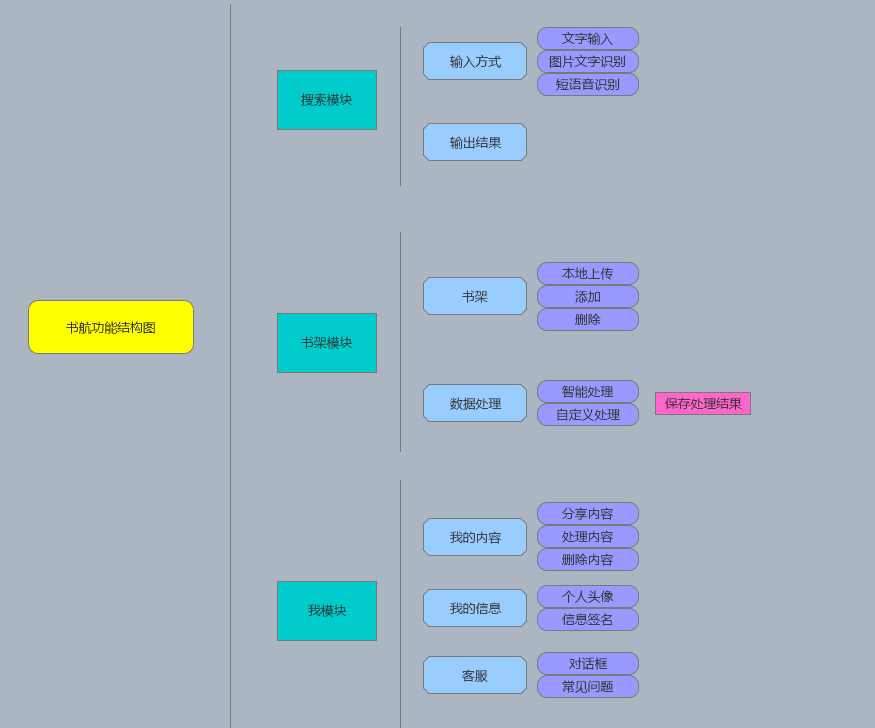 书航功能结构图
搜索模块
输入方式
文字输入
图片文字识别
短语音识别
输出结果
书架模块
书架
本地上传
添加
删除
数据处理
智能处理
自定义处理
保存处理结果
我模块
我的内容
分享内容
处理内容
删除内容
我的信息
个人头像
信息签名
客服
对话框
常见问题